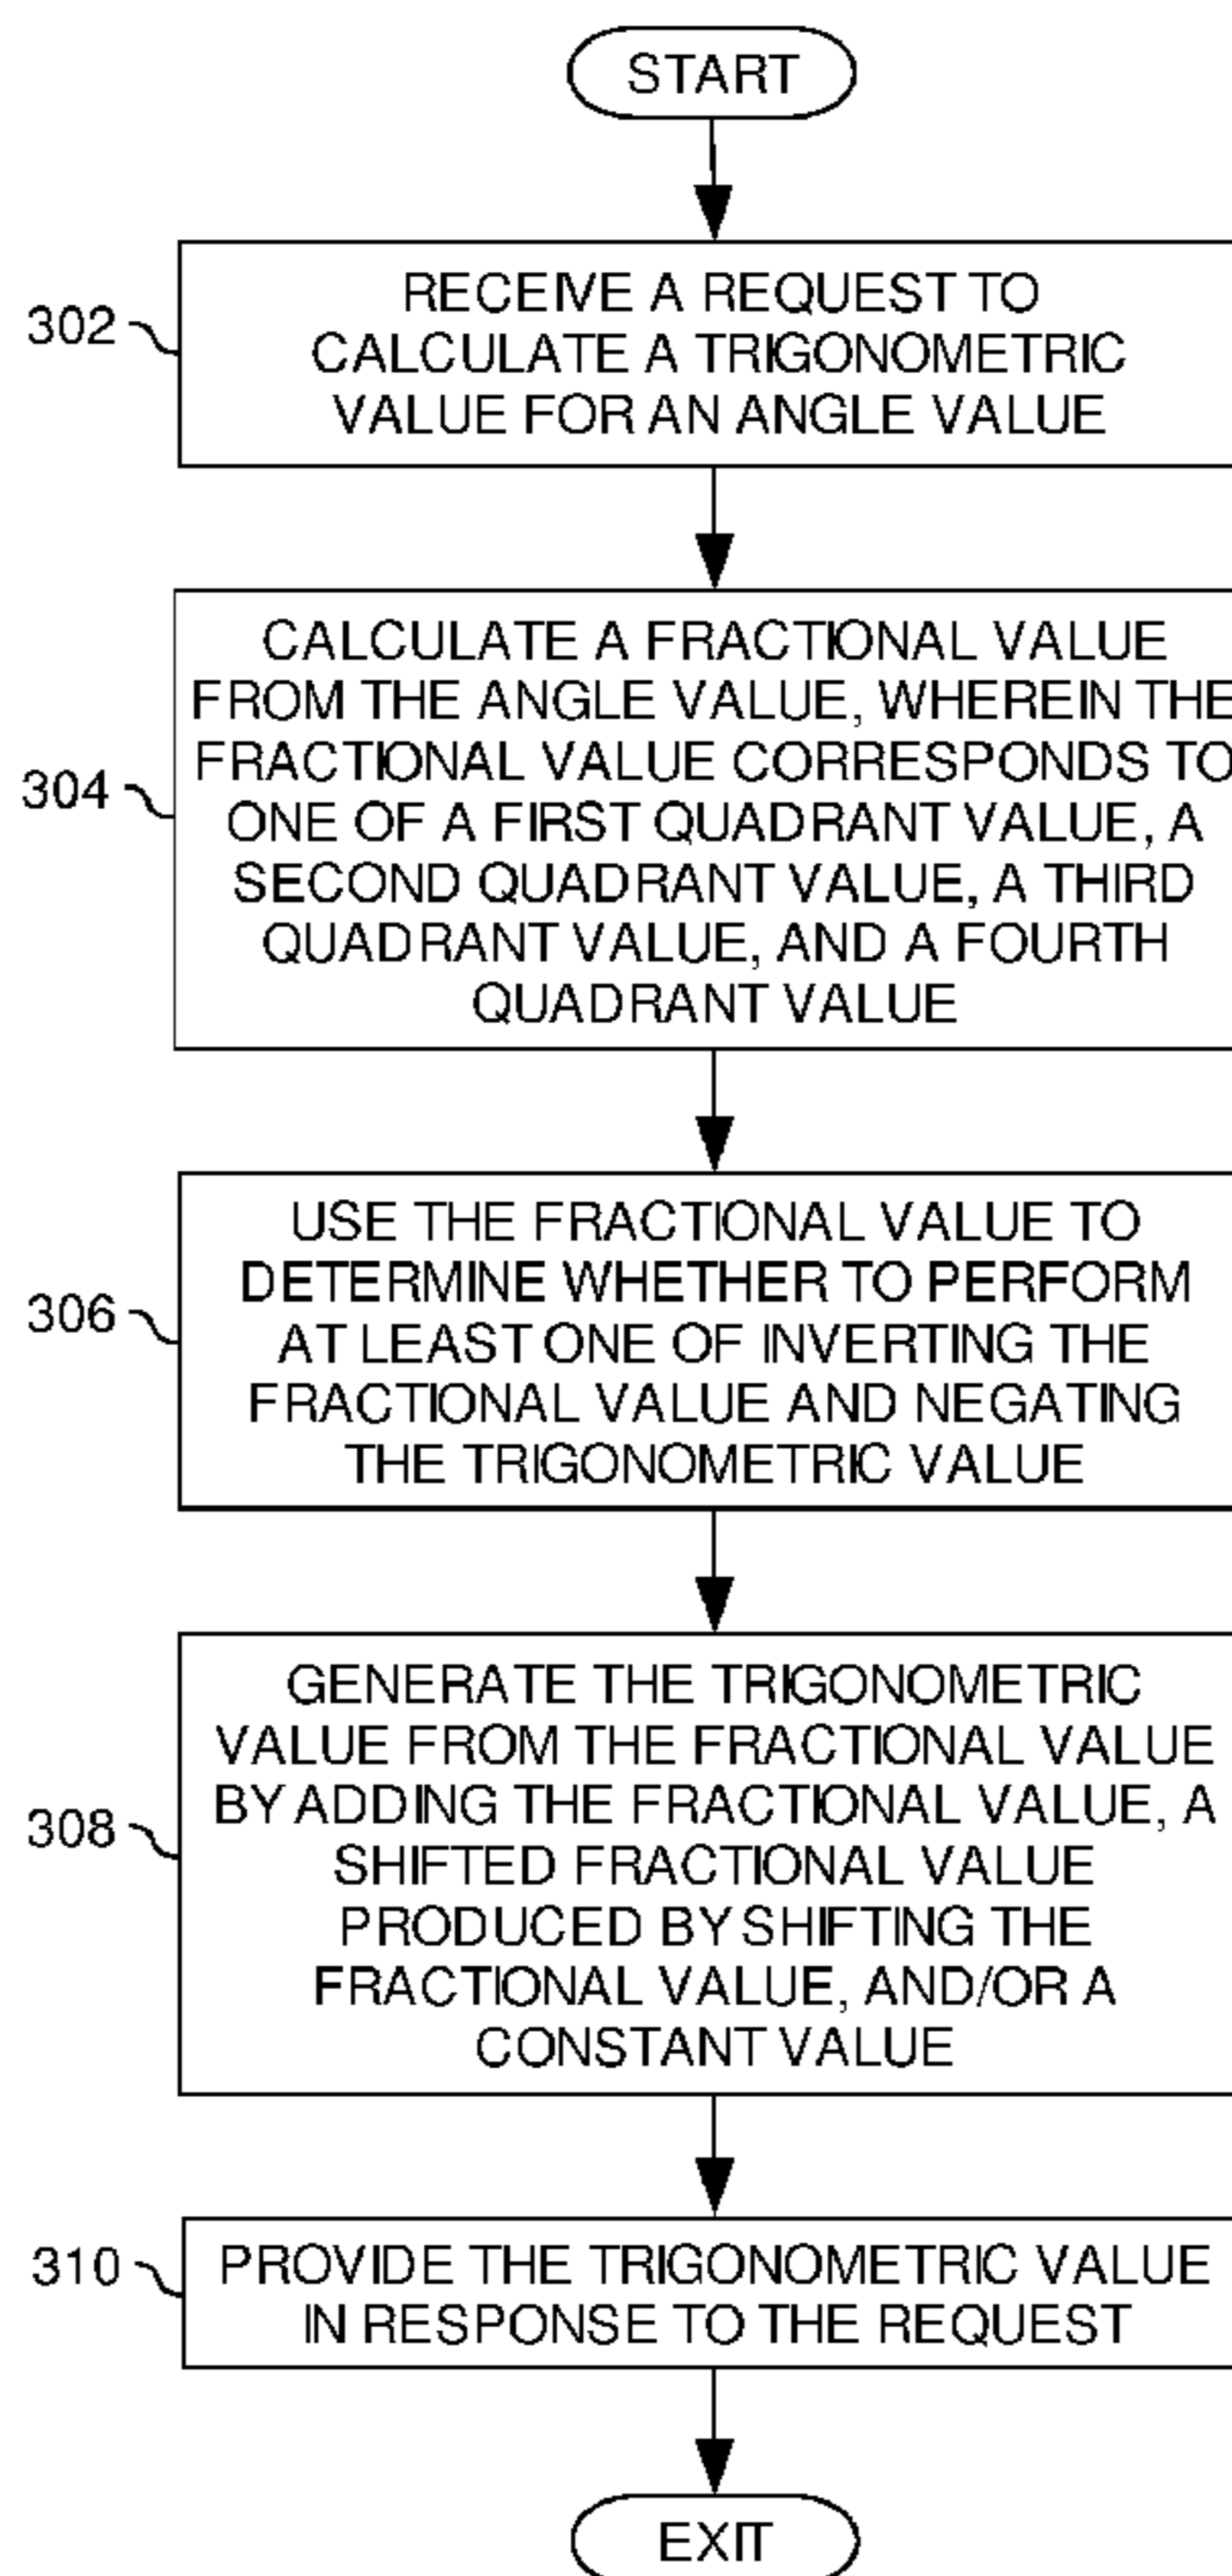 START
302
RECEIVE A REQUEST TO
CALCULATE A TRIGONOMETRIC
VALUE FOR AN ANGLE VALUE
304
CALCULATE A FRACTIONAL VALUE
FROM THE ANGLE VALUE, WHEREIN THE
FRACTIONAL VALUE CORRESPONDS TO
ONE OF A FIRST QUADRANT VALUE, A
SECOND QUADRANT VALUE, A THIRD
QUADRANT VALUE, AND A FOURTH
QUADRANT VALUE
306
USE THE FRACTIONAL VALUE TO
DETERMINE WHETHER TO PERFORM
AT LEAST ONE OF INVERTING THE
FRACTIONAL VALUE AND NEGATING
THE TRIGONOMETRIC VALUE
308
GENERATE THE TRIGONOMETRIC
VALUE FROM THE FRACTIONAL VALUE
BY ADDING THE FRACTIONAL VALUE, A
SHIFTED FRACTIONAL VALUE
PRODUCED BY SHIFTING THE
FRACTIONAL VALUE, AND/OR A
CONSTANT VALUE
310
PROVIDE THE TRIGONOMETRIC VALUE
IN RESPONSE TO THE REQUEST
EXIT